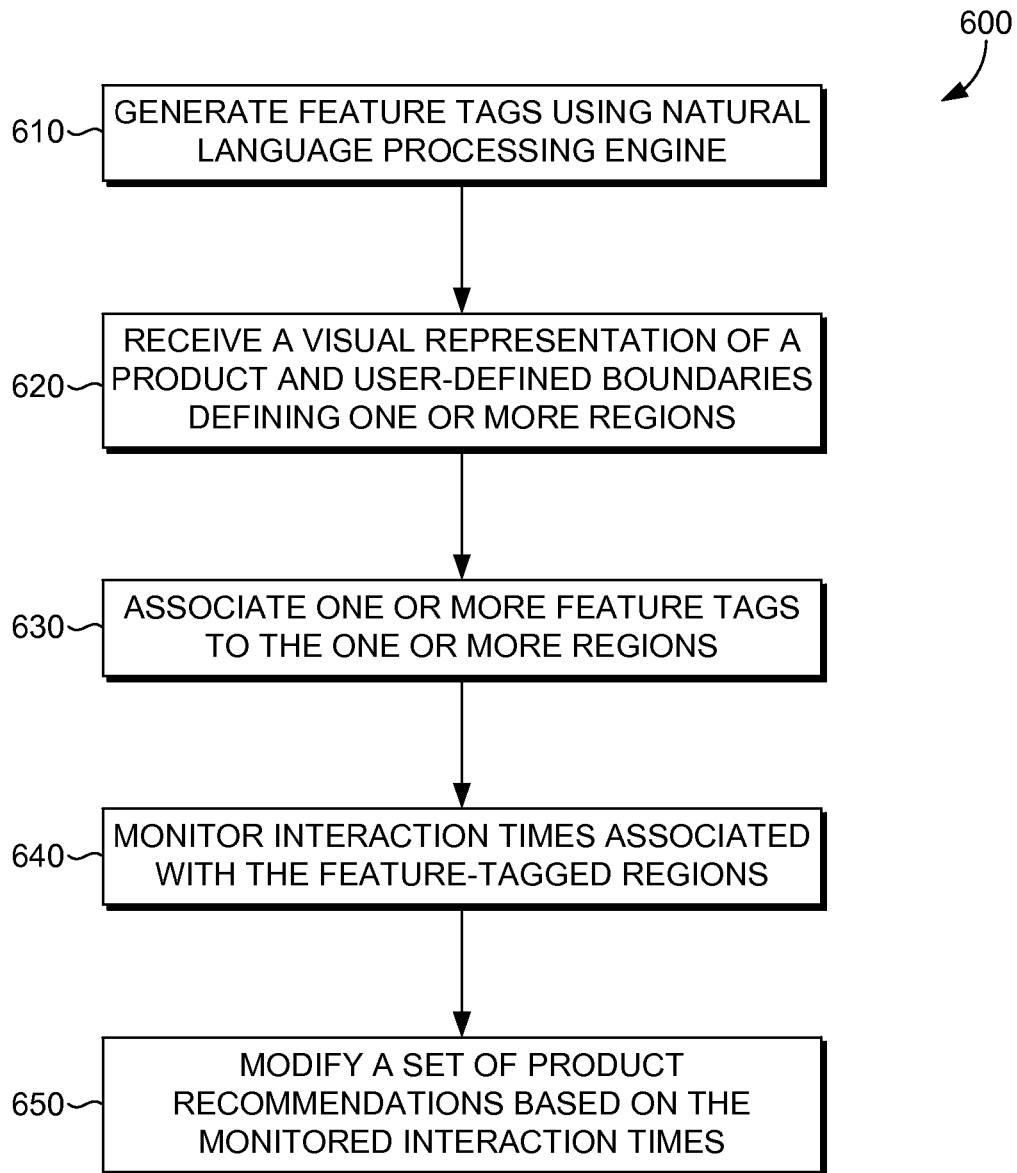 600
610
GENERATE FEATURE TAGS USING NATURAL
LANGUAGE PROCESSING ENGINE
620
RECEIVE A VISUAL REPRESENTATION OF A
PRODUCT AND USER-DEFINED BOUNDARIES
DEFINING ONE OR MORE REGIONS
630
ASSOCIATE ONE OR MORE FEATURE TAGS
TO THE ONE OR MORE REGIONS
640
MONITOR INTERACTION TIMES ASSOCIATED
WITH THE FEATURE-TAGGED REGIONS
650
MODIFY A SET OF PRODUCT
RECOMMENDATIONS BASED ON THE
MONITORED INTERACTION TIMES